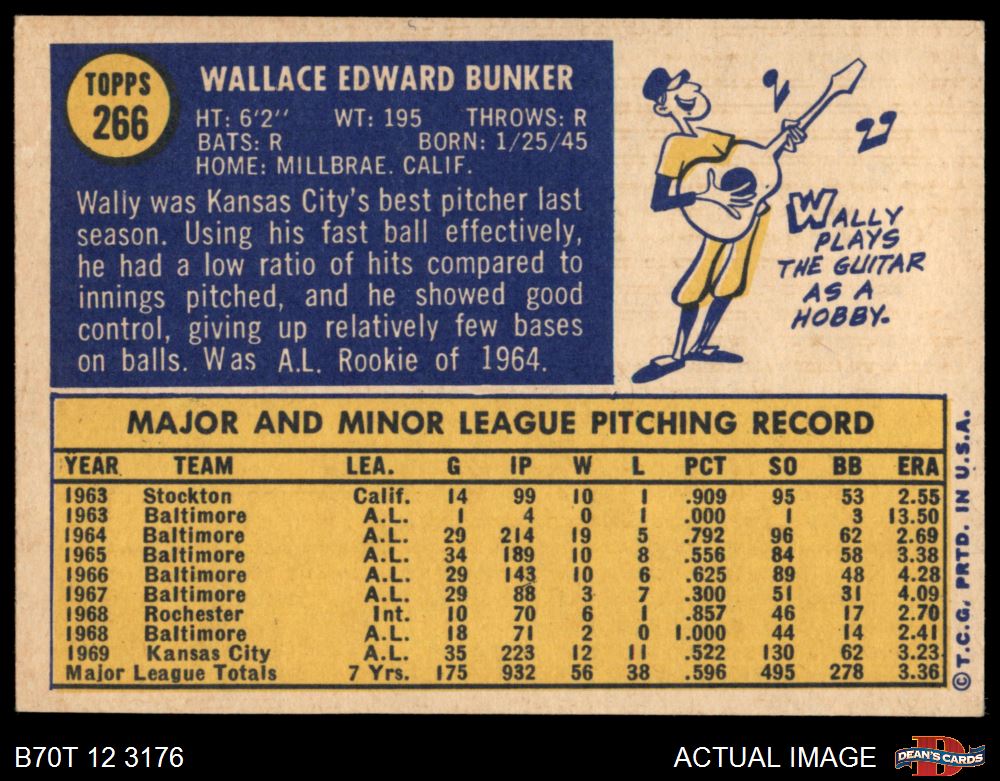 TOPPS
266
WALLACE EDWARD BUNKER
HT: 6'2'' WT: 195 THROWS: R
BATS: R BORN: 1/25/45
HOME: MILLBRAE. CALIF.
Wally was Kansas City's best pitcher last
season. Using his fast ball effectively,
he had a low ratio of hits compared to
innings pitched, and he showed good
control, giving up relatively few bases
on balls. Was A.L. Rookie of 1964.
WALLY
PLAYS
THE GUITAR
AS A
HOBBY.
MAJOR AND MINOR LEAGUE PITCHING RECORD
YEAR TEAM LEA. G IP W L PCT SO BB ERA
1963 Stockton Calif. 14 99 10 1 .909 95 53 2.55
1963 Baltimore A.L. 1 4 0 1 .000 1 3 13.50
1964 Baltimore A.L. 29 214 19 5 .792 96 62 2.69
1965 Baltimore A.L. 34 189 10 8 .556 84 58 3.38
1966 Baltimore A.L. 29 143 10 6 .625 89 48 4.28
1967 Baltimore A.L. 29 88 3 7 .300 51 31 4.09
1968 Rochester Int. 10 70 6 1 .857 46 17 2.70
1968 Baltimore A.L. 18 71 2 0 1.000 44 14 2.41
1969 Kansas City A.L. 35 223 12 11 .522 130 62 3.23
Major League Totals 7 Yrs. 175 932 56 38 .596 495 278 3.36
© T.C.G. PRTD. IN U.S.A.
B70T 12 3176
ACTUAL IMAGE
DEAN'S CARDS